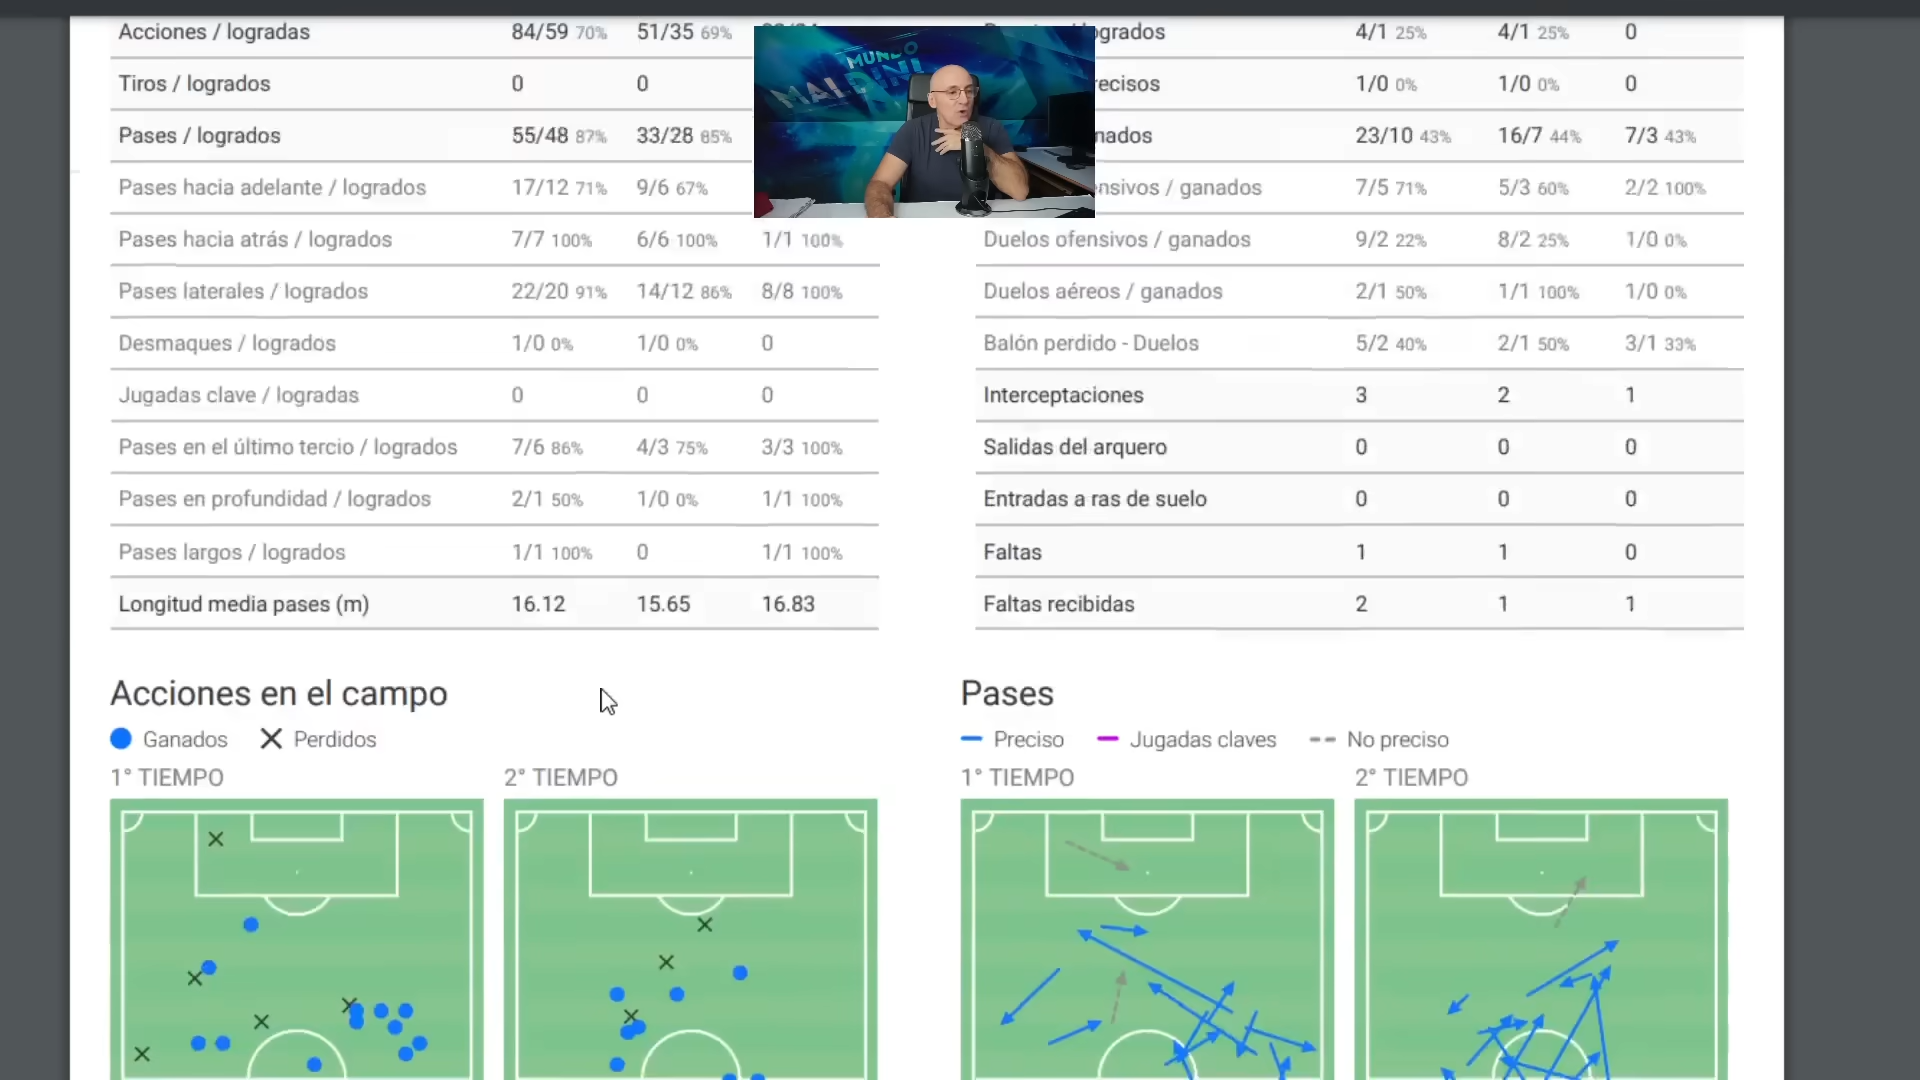 Acciones / logradas 84/59 70% 51/35 69%
Tiros / logrados 0 0
Pases / logrados 55/48 87% 33/28 85%
Pases hacia adelante / logrados 17/12 71% 9/6 67%
Pases hacia atrás / logrados 7/7 100% 6/6 100% 1/1 100%
Pases laterales / logrados 22/20 91% 14/12 86% 8/8 100%
Desmaques / logrados 1/0 0% 1/0 0% 0
Jugadas clave / logradas 0 0 0
Pases en el último tercio / logrados 7/6 86% 4/3 75% 3/3 100%
Pases en profundidad / logrados 2/1 50% 1/0 0% 1/1 100%
Pases largos / logrados 1/1 100% 0 1/1 100%
Longitud media pases (m) 16.12 15.65 16.83
MUNDO
MALDINI
ogrados 4/1 25% 4/1 25% 0
ecisos 1/0 0% 1/0 0% 0
nados 23/10 43% 16/7 44% 7/3 43%
ensivos / ganados 7/5 71% 5/3 60% 2/2 100%
Duelos ofensivos / ganados 9/2 22% 8/2 25% 1/0 0%
Duelos aéreos / ganados 2/1 50% 1/1 100% 1/0 0%
Balón perdido - Duelos 5/2 40% 2/1 50% 3/1 33%
Interceptaciones 3 2 1
Salidas del arquero 0 0 0
Entradas a ras de suelo 0 0 0
Faltas 1 1 0
Faltas recibidas 2 1 1
Acciones en el campo
Ganados Perdidos
1° TIEMPO 2° TIEMPO
Pases
Preciso Jugadas claves No preciso
1° TIEMPO 2° TIEMPO